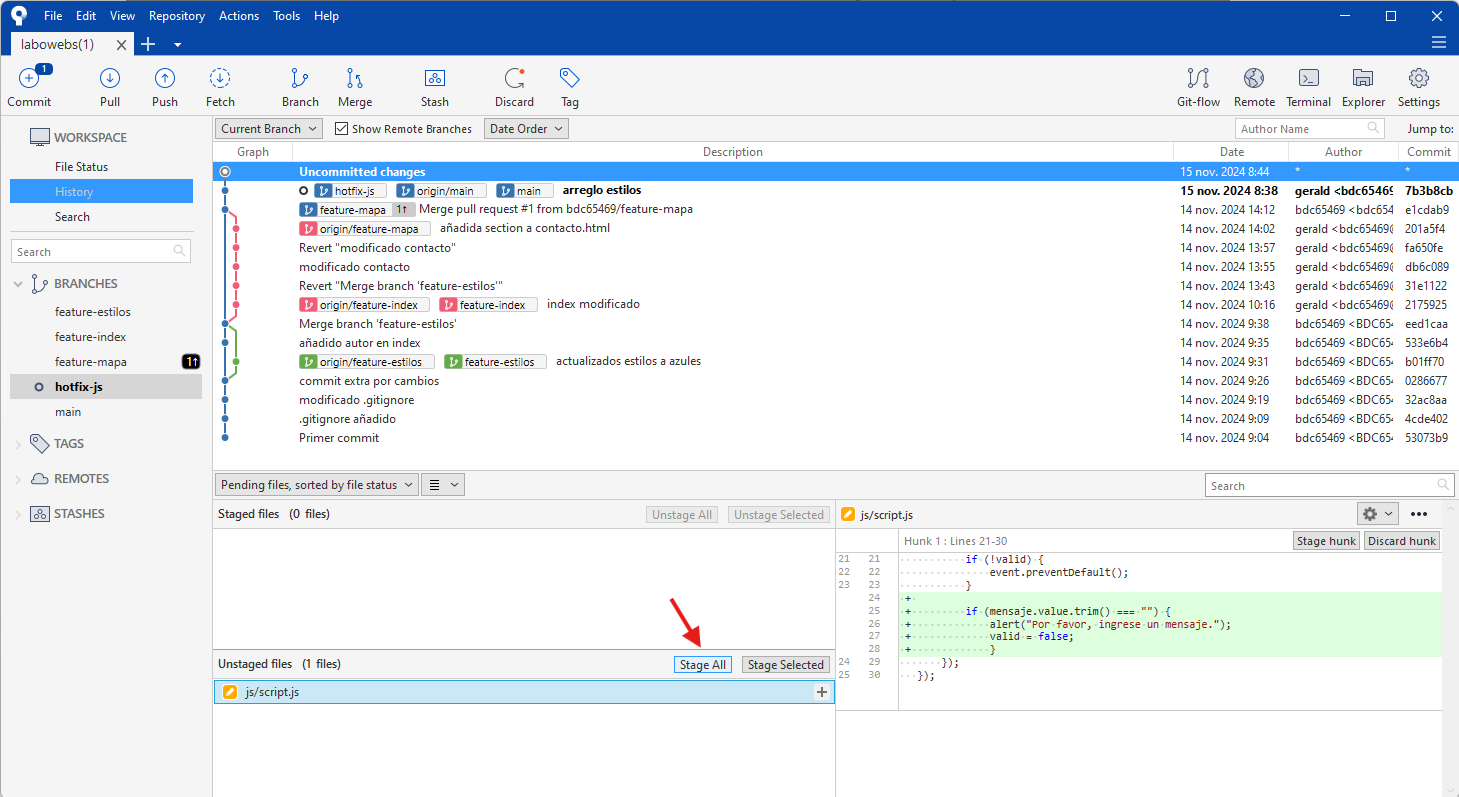 File Edit View Repository Actions Tools Help
labowebs(1)
1
Commit Pull Push Fetch Branch Merge Stash Discard Tag Git-flow Remote Terminal Explorer Settings
WORKSPACE
File Status
History
Search
Search
BRANCHES
feature-estilos
feature-index
feature-mapa 1↑
hotfix-js
main
TAGS
REMOTES
STASHES
Current Branch Show Remote Branches Date Order Author Name Jump to:
Graph Description Date Author Commit
Uncommitted changes 15 nov. 2024 8:44 * *
hotfix-js origin/main main arreglo estilos 15 nov. 2024 8:38 gerald <bdc65469 7b3b8cb
feature-mapa 1↑ Merge pull request #1 from bdc65469/feature-mapa 14 nov. 2024 14:12 bdc65469 <bdc654 e1cdab9
origin/feature-mapa añadida section a contacto.html 14 nov. 2024 14:02 gerald <bdc65469@ 201a5f4
Revert "modificado contacto" 14 nov. 2024 13:57 gerald <bdc65469@ fa650fe
modificado contacto 14 nov. 2024 13:55 gerald <bdc65469@ db6c089
Revert "Merge branch 'feature-estilos'" 14 nov. 2024 13:43 gerald <bdc65469@ 31e1122
origin/feature-index feature-index index modificado 14 nov. 2024 10:16 gerald <bdc65469@ 2175925
Merge branch 'feature-estilos' 14 nov. 2024 9:38 bdc65469 <BDC654 eed1caa
añadido autor en index 14 nov. 2024 9:35 bdc65469 <BDC654 533e6b4
origin/feature-estilos feature-estilos actualizados estilos a azules 14 nov. 2024 9:31 bdc65469 <BDC654 b01ff70
commit extra por cambios 14 nov. 2024 9:26 bdc65469 <BDC654 0286677
modificado .gitignore 14 nov. 2024 9:19 bdc65469 <BDC654 32ac8aa
.gitignore añadido 14 nov. 2024 9:09 bdc65469 <BDC654 4cde402
Primer commit 14 nov. 2024 9:04 bdc65469 <BDC654 53073b9
Pending files, sorted by file status Search
Staged files (0 files) Unstage All Unstage Selected
Unstaged files (1 files) Stage All Stage Selected
js/script.js
js/script.js
Hunk 1 : Lines 21-30 Stage hunk Discard hunk
21 21 if (!valid) {
22 22 event.preventDefault();
23 23 }
24 +
25 + if (mensaje.value.trim() === "") {
26 + alert("Por favor, ingrese un mensaje.");
27 + valid = false;
28 + }
24 29 });
25 30 });